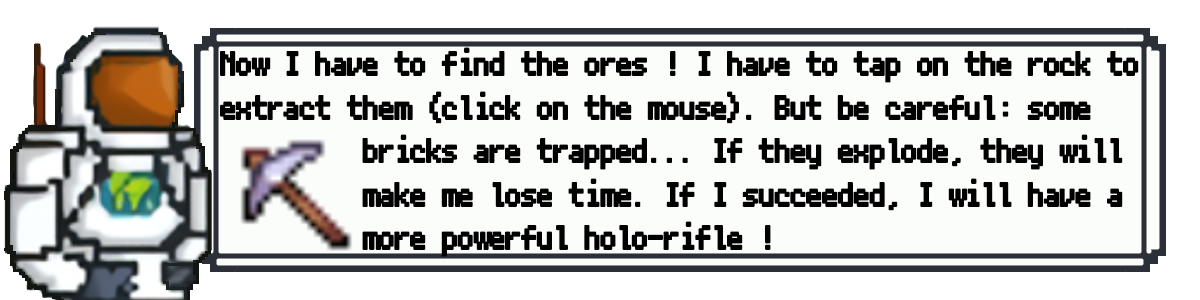 Now I have to find the ores ! I have to tap on the rock to
extract them (click on the mouse). But be careful: some
bricks are trapped... If they explode, they will
make me lose time. If I succeeded, I will have a
more powerful holo-rifle !